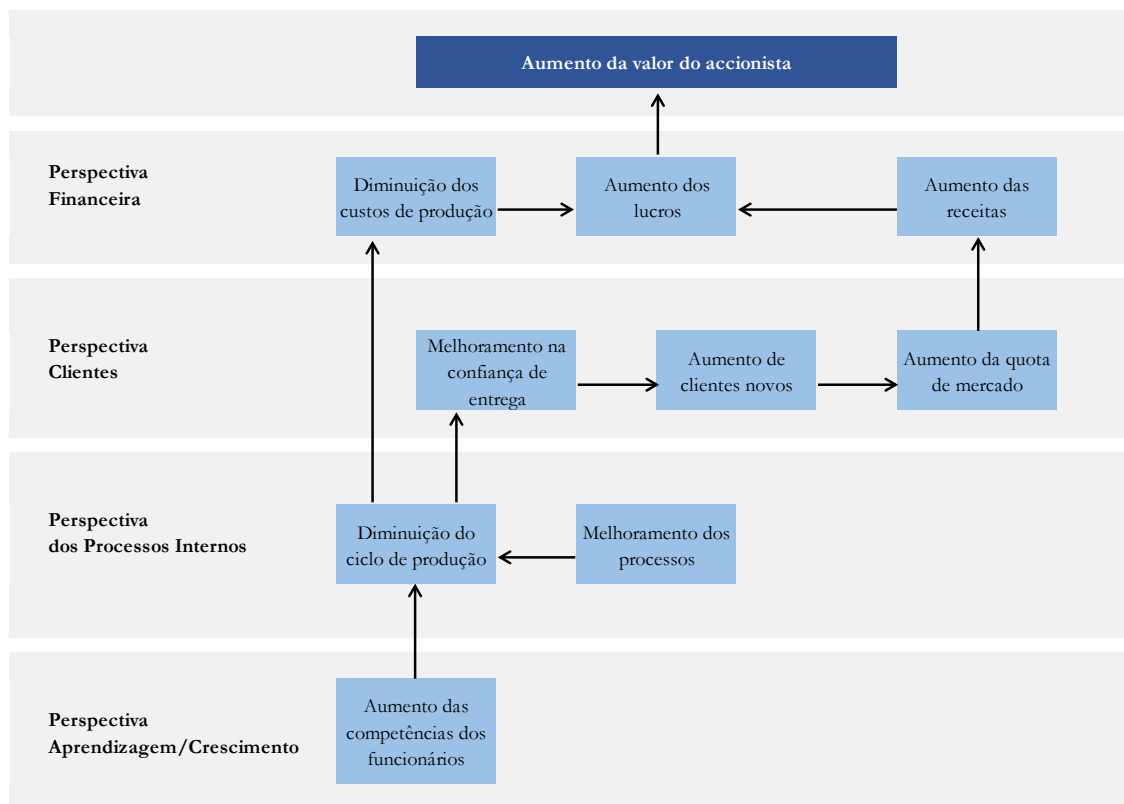 Aumento da valor do accionista
Perspectiva
Financeira
Diminuição dos
custos de produção
Aumento dos
lucros
Aumento das
receitas
Perspectiva
Clientes
Melhoramento na
confiança de
entrega
Aumento de
clientes novos
Aumento da quota
de mercado
Perspectiva
dos Processos Internos
Diminuição do
ciclo de produção
Melhoramento dos
processos
Perspectiva
Aprendizagem/Crescimento
Aumento das
competências dos
funcionários